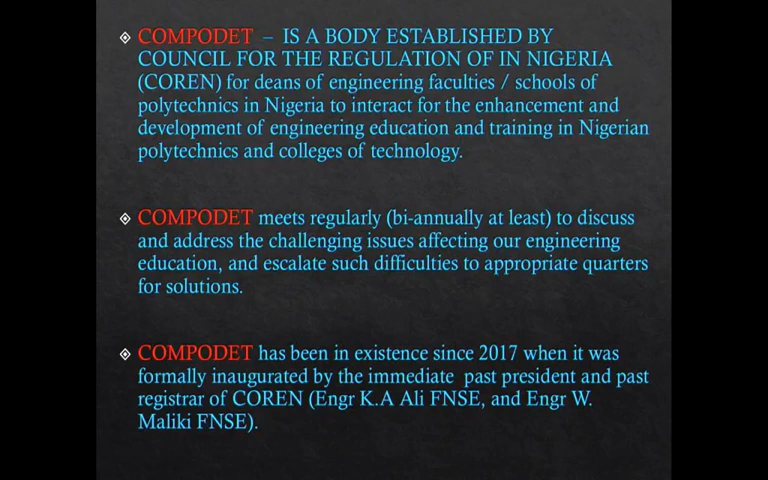 COMPODET – IS A BODY ESTABLISHED BY
COUNCIL FOR THE REGULATION OF IN NIGERIA
(COREN) for deans of engineering faculties / schools of
polytechnics in Nigeria to interact for the enhancement and
development of engineering education and training in Nigerian
polytechnics and colleges of technology.
COMPODET meets regularly (bi-annually at least) to discuss
and address the challenging issues affecting our engineering
education, and escalate such difficulties to appropriate quarters
for solutions.
COMPODET has been in existence since 2017 when it was
formally inaugurated by the immediate past president and past
registrar of COREN (Engr K.A Ali FNSE, and Engr W.
Maliki FNSE).